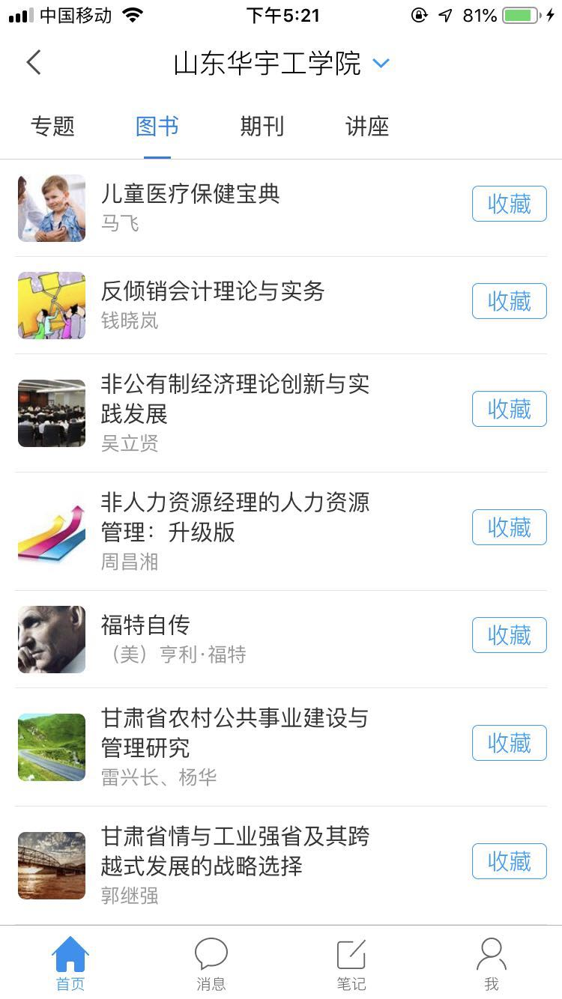 中国移动
下午5:21
81%
山东华宇工学院
专题
图书
期刊
讲座
儿童医疗保健宝典
马飞
收藏
反倾销会计理论与实务
钱晓岚
收藏
非公有制经济理论创新与实
践发展
吴立贤
收藏
非人力资源经理的人力资源
管理：升级版
周昌湘
收藏
福特自传
（美）亨利·福特
收藏
甘肃省农村公共事业建设与
管理研究
雷兴长、杨华
收藏
甘肃省情与工业强省及其跨
越式发展的战略选择
郭继强
收藏
首页
消息
笔记
我